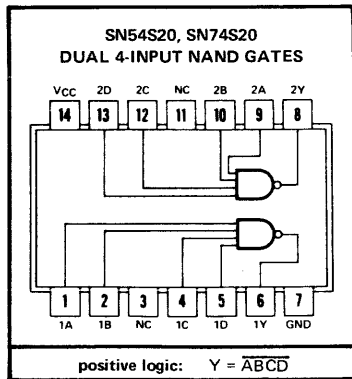 SN54S20, SN74S20
DUAL 4-INPUT NAND GATES
VCC 2D 2C NC 2B 2A 2Y
14 13 12 11 10 9 8
1 2 3 4 5 6 7
1A 1B NC 1C 1D 1Y GND
positive logic: Y = \overline{ABCD}